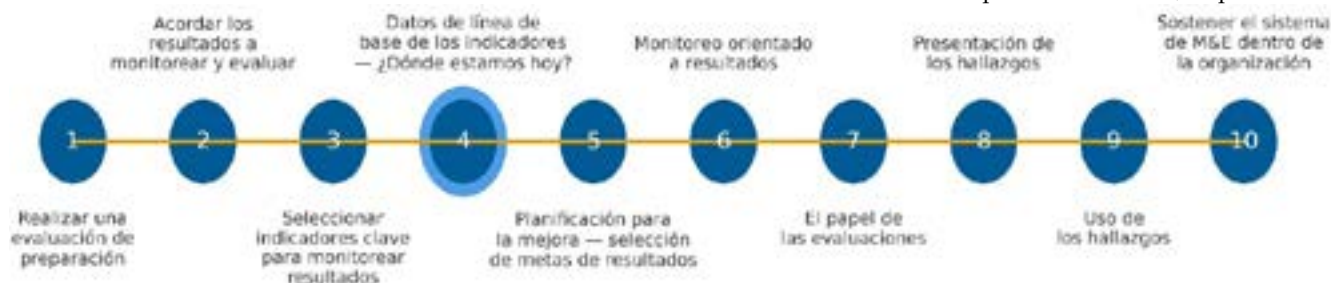 Acordar los
resultados a
monitorear y evaluar
Datos de línea de
base de los indicadores
— ¿Dónde estamos hoy?
Monitoreo orientado
a resultados
Presentación de
los hallazgos
Sostener el sistema
de M&E dentro de
la organización
1
2
3
4
5
6
7
8
9
10
Realizar una
evaluación de
preparación
Seleccionar
indicadores clave
para monitorear
resultados
Planificación para
la mejora — selección
de metas de resultados
El papel de
las evaluaciones
Uso de
los hallazgos